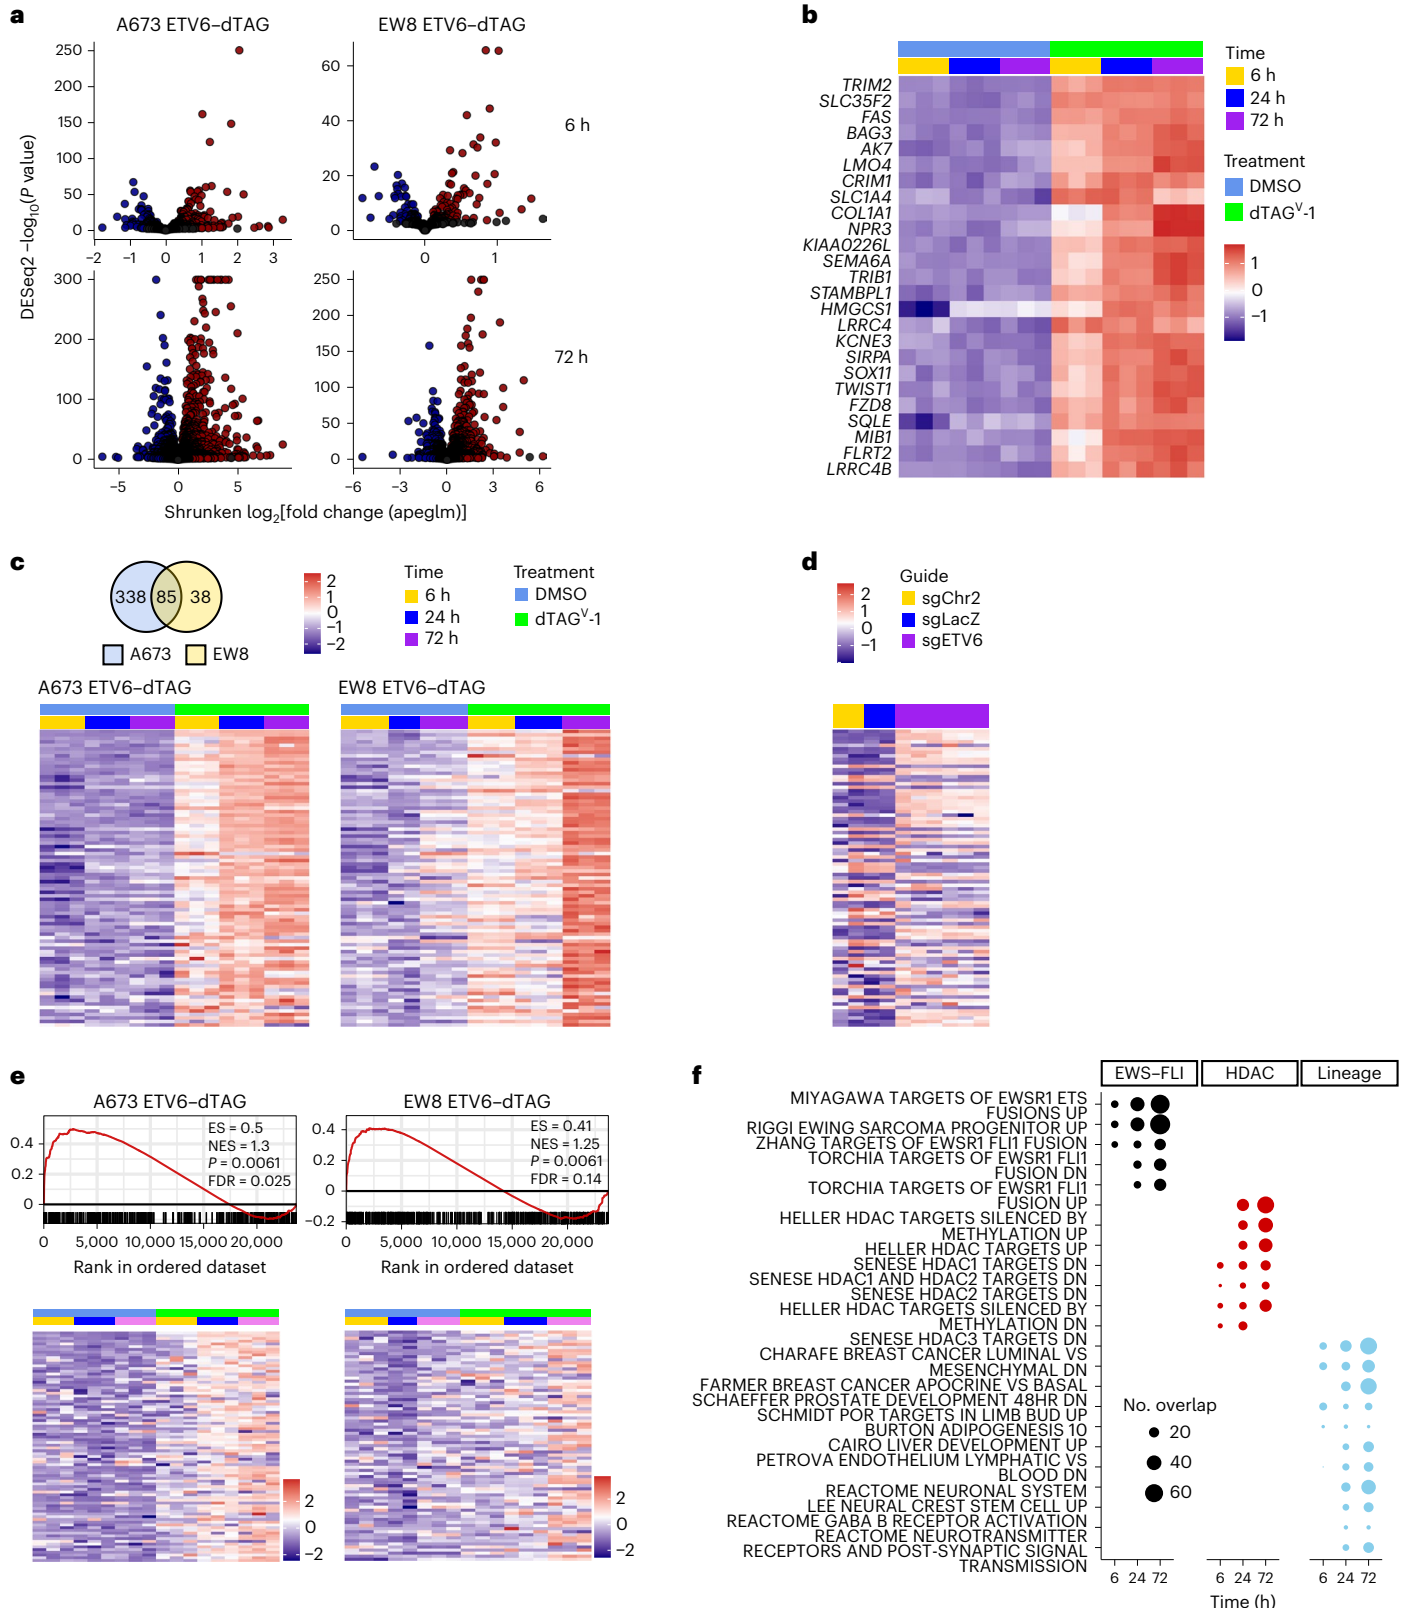 a
A673 ETV6–dTAG
EW8 ETV6–dTAG
250
200
150
100
50
0
−2
−1
0
1
2
3
60
40
20
0
0
1
6 h
300
200
100
0
−5
0
5
250
200
150
100
50
0
−6
−3
0
3
6
72 h
DESeq2 −log10(P value)
Shrunken log2[fold change (apeglm)]
b
TRIM2
SLC35F2
FAS
BAG3
AK7
LMO4
CRIM1
SLC1A4
COL1A1
NPR3
KIAA0226L
SEMA6A
TRIB1
STAMBPL1
HMGCS1
LRRC4
KCNE3
SIRPA
SOX11
TWIST1
FZD8
SQLE
MIB1
FLRT2
LRRC4B
Time
6 h
24 h
72 h
Treatment
DMSO
dTAGV-1
1
0
−1
c
338
85
38
A673
EW8
2
1
0
−1
−2
Time
6 h
24 h
72 h
Treatment
DMSO
dTAGV-1
A673 ETV6–dTAG
EW8 ETV6–dTAG
d
2
1
0
−1
Guide
sgChr2
sgLacZ
sgETV6
e
A673 ETV6–dTAG
ES = 0.5
NES = 1.3
P = 0.0061
FDR = 0.025
0.4
0.2
0
0
5,000
10,000
15,000
20,000
Rank in ordered dataset
EW8 ETV6–dTAG
ES = 0.41
NES = 1.25
P = 0.0061
FDR = 0.14
0.4
0.2
0
−0.2
0
5,000
10,000
15,000
20,000
Rank in ordered dataset
2
0
−2
2
0
−2
f
EWS–FLI
HDAC
Lineage
MIYAGAWA TARGETS OF EWSR1 ETS
FUSIONS UP
RIGGI EWING SARCOMA PROGENITOR UP
ZHANG TARGETS OF EWSR1 FLI1 FUSION
TORCHIA TARGETS OF EWSR1 FLI1
FUSION DN
TORCHIA TARGETS OF EWSR1 FLI1
FUSION UP
HELLER HDAC TARGETS SILENCED BY
METHYLATION UP
HELLER HDAC TARGETS UP
SENESE HDAC1 TARGETS DN
SENESE HDAC1 AND HDAC2 TARGETS DN
SENESE HDAC2 TARGETS DN
HELLER HDAC TARGETS SILENCED BY
METHYLATION DN
SENESE HDAC3 TARGETS DN
CHARAFE BREAST CANCER LUMINAL VS
MESENCHYMAL DN
FARMER BREAST CANCER APOCRINE VS BASAL
SCHAEFFER PROSTATE DEVELOPMENT 48HR DN
SCHMIDT POR TARGETS IN LIMB BUD UP
BURTON ADIPOGENESIS 10
CAIRO LIVER DEVELOPMENT UP
PETROVA ENDOTHELIUM LYMPHATIC VS
BLOOD DN
REACTOME NEURONAL SYSTEM
LEE NEURAL CREST STEM CELL UP
REACTOME GABA B RECEPTOR ACTIVATION
REACTOME NEUROTRANSMITTER
RECEPTORS AND POST-SYNAPTIC SIGNAL
TRANSMISSION
No. overlap
20
40
60
6 24 72
6 24 72
6 24 72
Time (h)